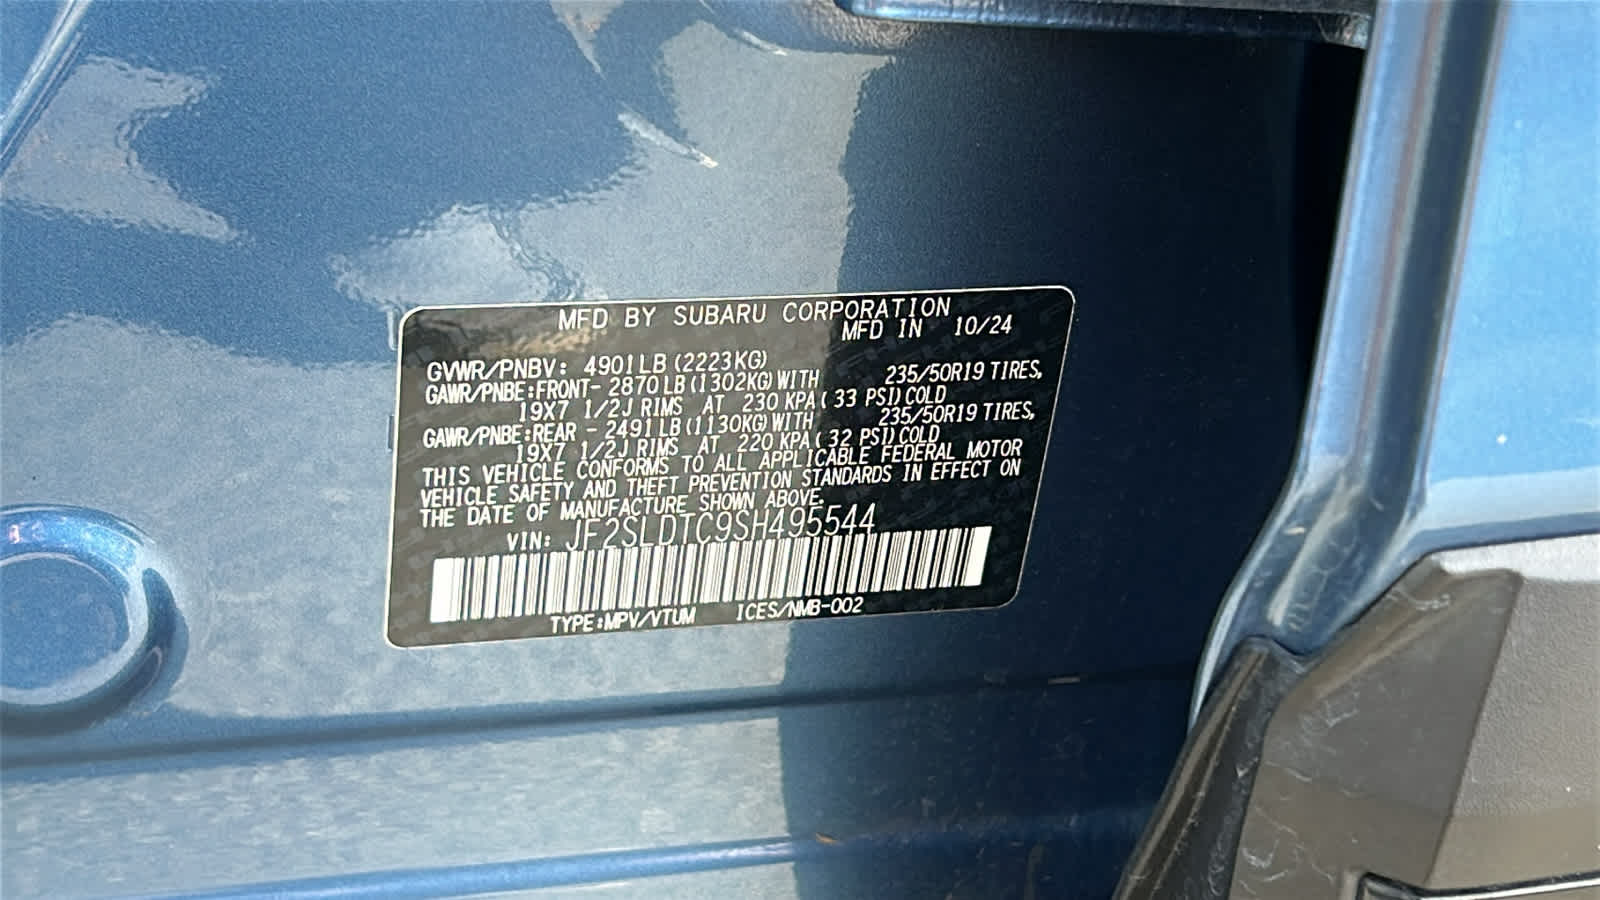 MFD BY SUBARU CORPORATION
MFD IN 10/24
GVWR/PNBV: 4901LB (2223KG)
GAWR/PNBE:FRONT- 2870LB (1302KG) WITH 235/50R19 TIRES,
19X7 1/2J RIMS AT 230 KPA( 33 PSI) COLD
GAWR/PNBE:REAR - 2491LB (1130KG) WITH 235/50R19 TIRES,
19X7 1/2J RIMS AT 220 KPA( 32 PSI) COLD
THIS VEHICLE CONFORMS TO ALL APPLICABLE FEDERAL MOTOR
VEHICLE SAFETY AND THEFT PREVENTION STANDARDS IN EFFECT ON
THE DATE OF MANUFACTURE SHOWN ABOVE.
VIN: JF2SLDTC9SH495544
TYPE:MPV/VTUM ICES/NMB-002